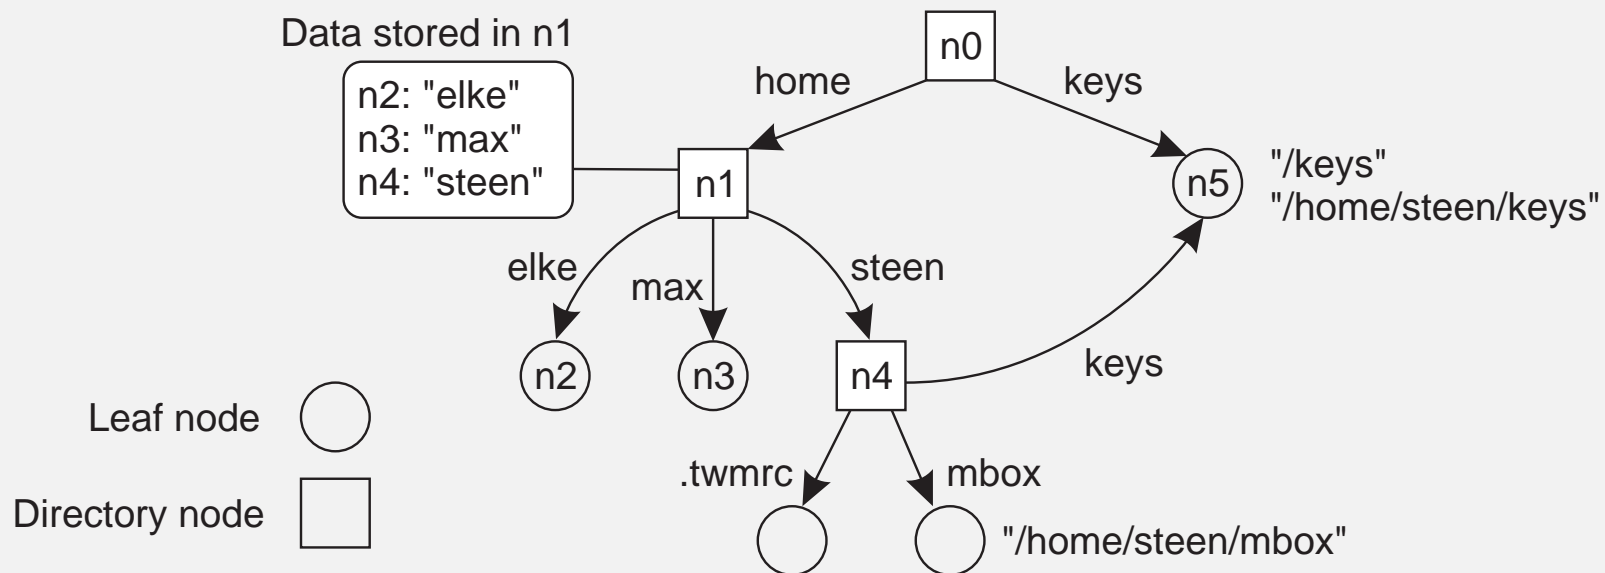 Data stored in n1
n2: "elke"
n3: "max"
n4: "steen"
n0
home
keys
n1
n5
"/keys"
"/home/steen/keys"
elke
max
steen
n2
n3
n4
keys
Leaf node
.twmrc
mbox
Directory node
"/home/steen/mbox"